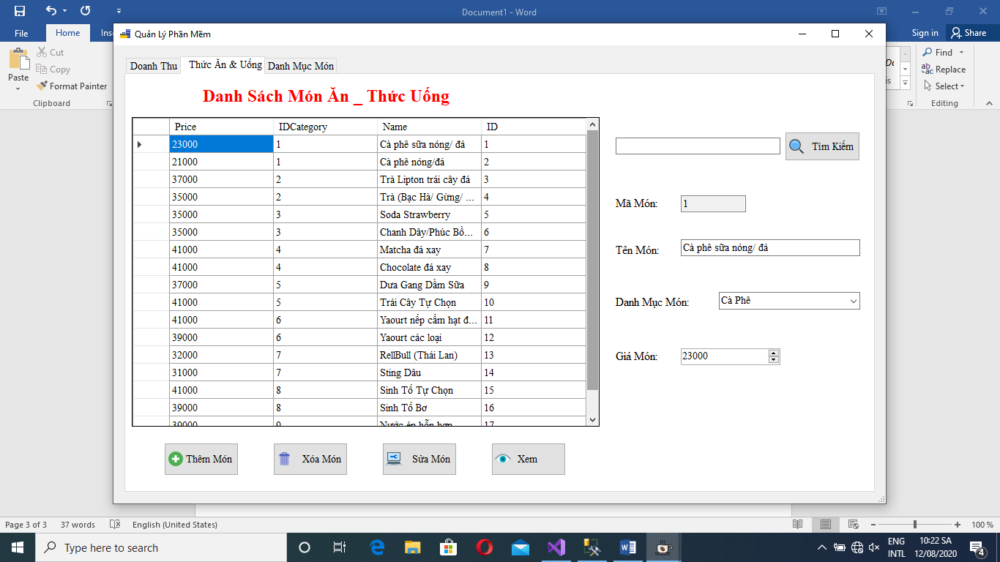 Document1 - Word
File
Home
Ins
Sign in
Share
Cut
Copy
Paste
Format Painter
Clipboard
Find
Replace
Select
Editing
Quản Lý Phần Mềm
Doanh Thu
Thức Ăn & Uống
Danh Mục Món
Danh Sách Món Ăn _ Thức Uống
Price IDCategory Name ID
23000 1 Cà phê sữa nóng/ đá 1
21000 1 Cà phê nóng/đá 2
37000 2 Trà Lipton trái cây đá 3
35000 2 Trà (Bạc Hà/ Gừng/ ... 4
35000 3 Soda Strawberry 5
35000 3 Chanh Dây/Phúc Bồ... 6
41000 4 Matcha đá xay 7
41000 4 Chocolate đá xay 8
37000 5 Dưa Gang Dầm Sữa 9
41000 5 Trái Cây Tự Chọn 10
41000 6 Yaourt nếp cẩm hạt đ... 11
39000 6 Yaourt các loại 12
32000 7 RellBull (Thái Lan) 13
31000 7 Sting Dâu 14
41000 8 Sinh Tố Tự Chọn 15
39000 8 Sinh Tố Bơ 16
39000 9 Nước ép hỗn hợp 17
Tìm Kiếm
Mã Món: 1
Tên Món: Cà phê sữa nóng/ đá
Danh Mục Món: Cà Phê
Giá Món: 23000
Thêm Món
Xóa Món
Sửa Món
Xem
Page 3 of 3
37 words
English (United States)
100 %
Type here to search
ENG
INTL
10:22 SA
12/08/2020
4